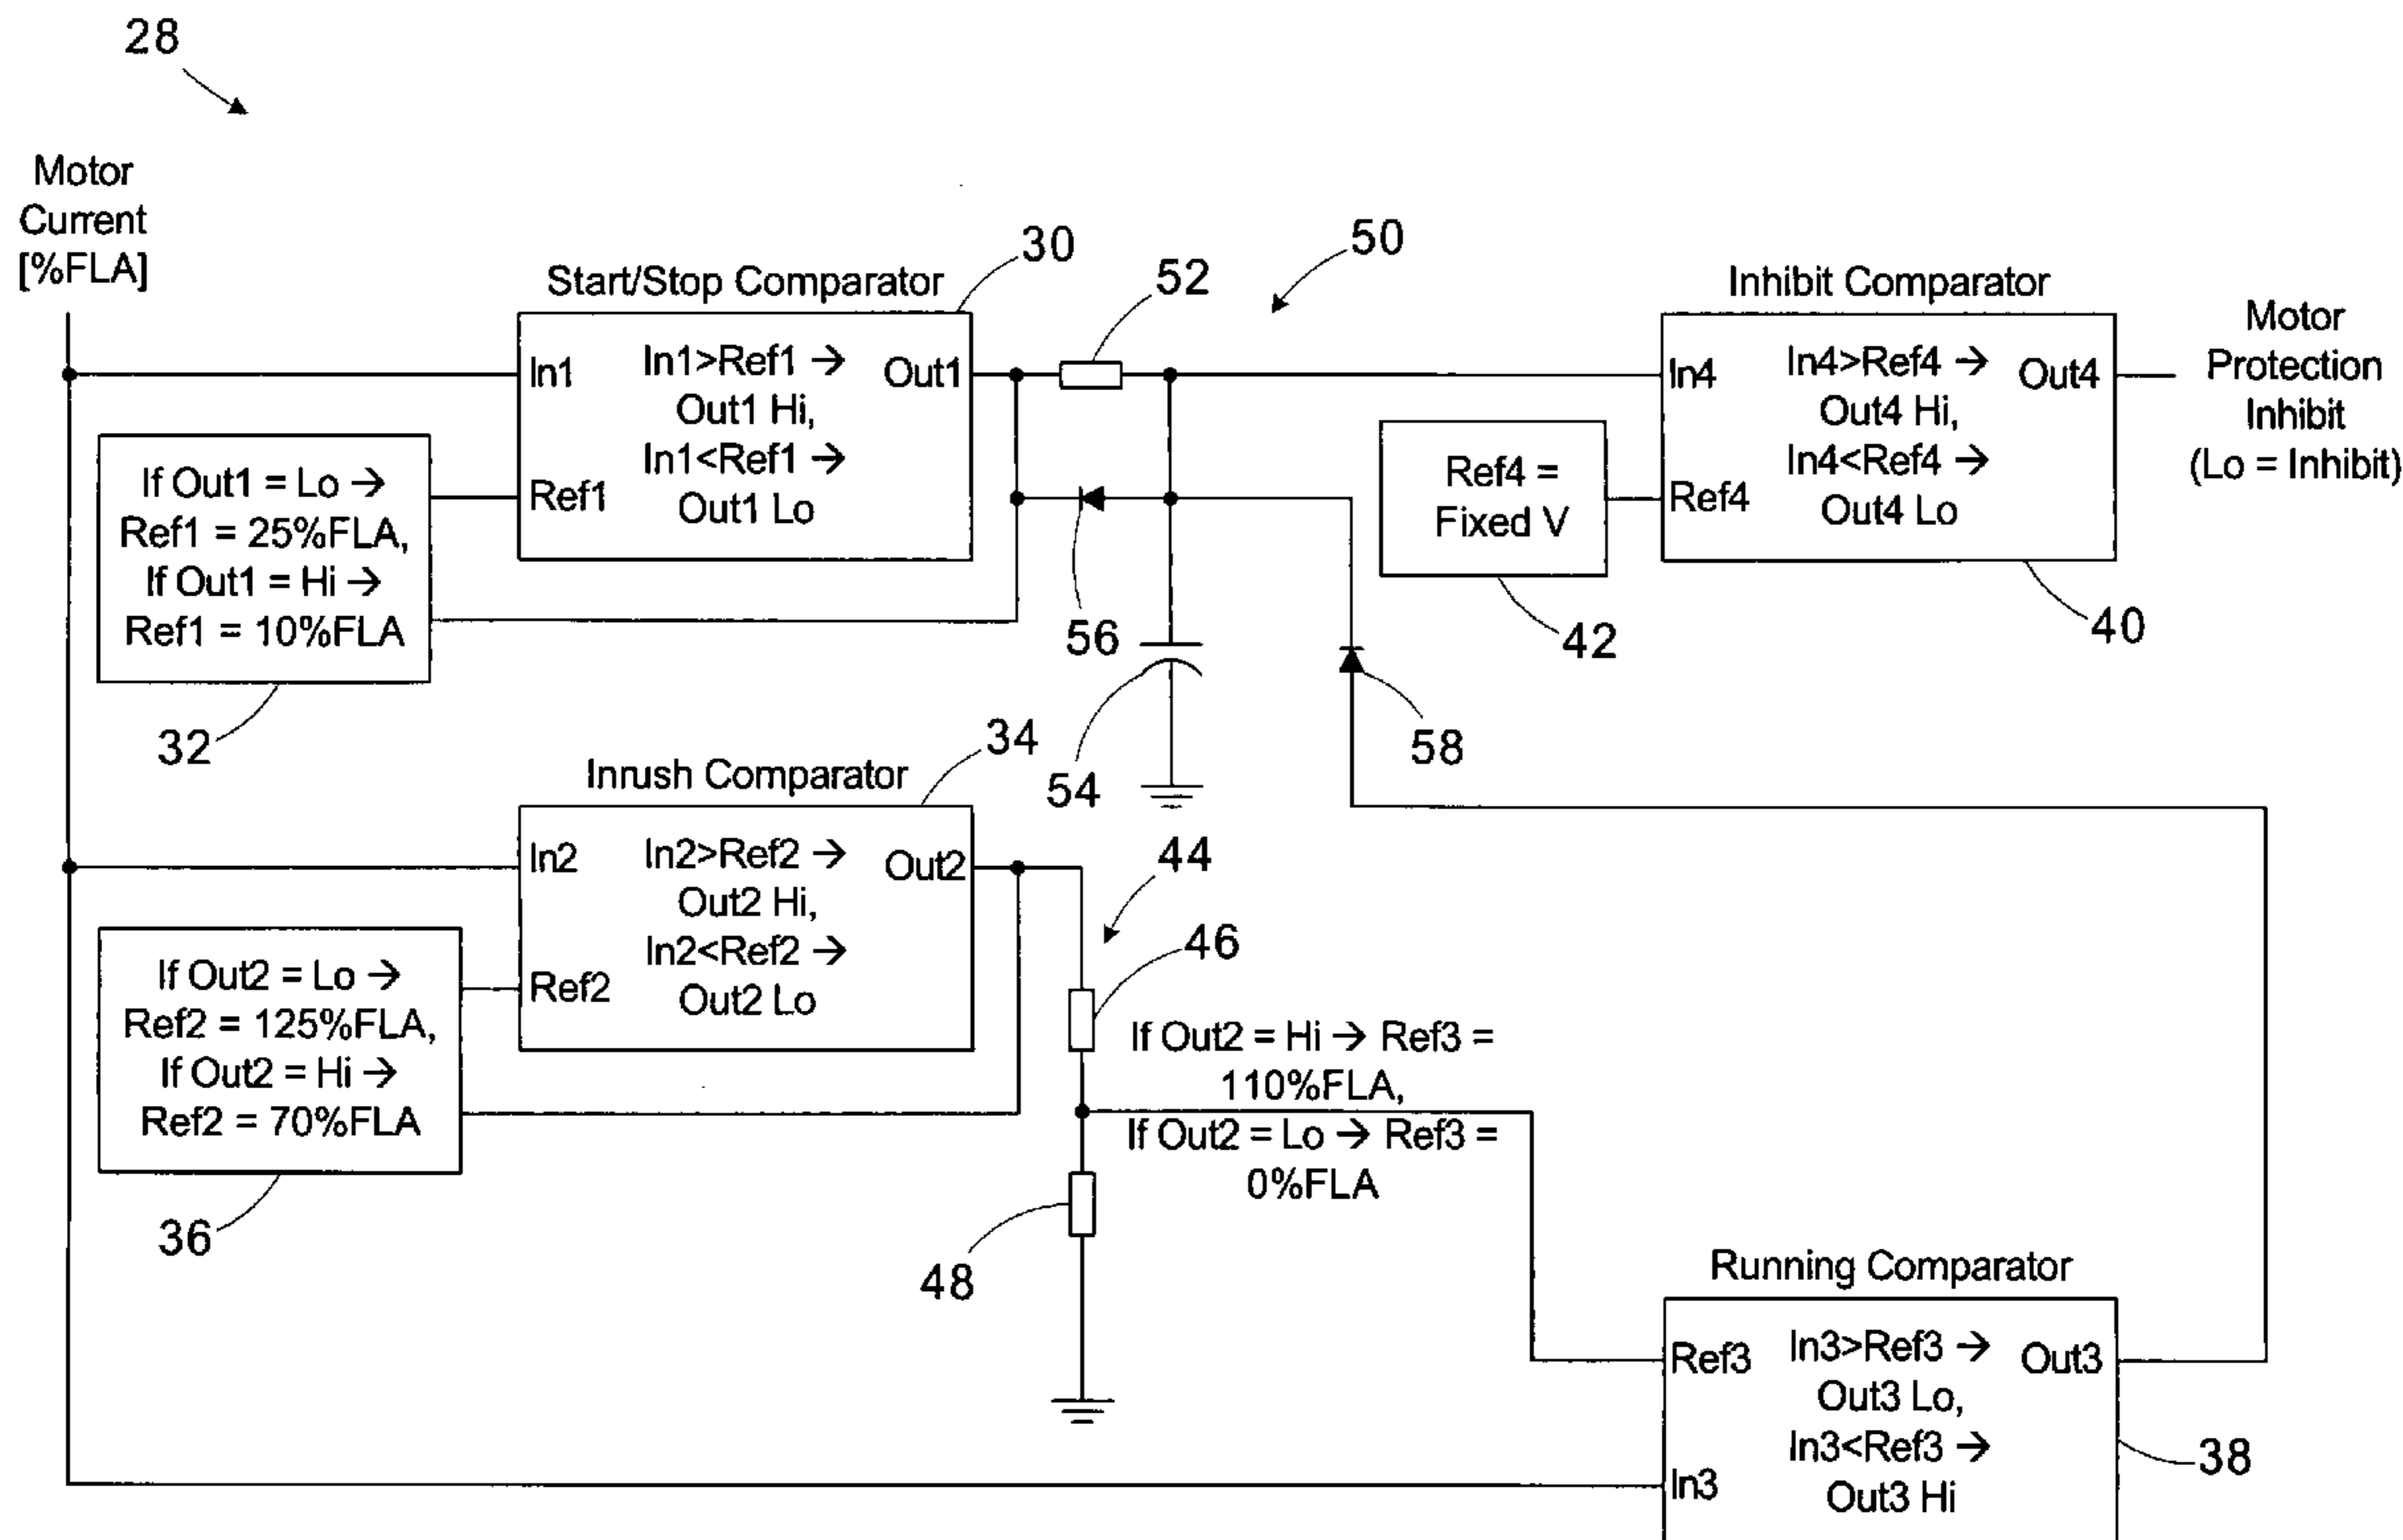 28
Motor
Current
[%FLA]
Start/Stop Comparator
30
In1
In1>Ref1 →
Out1 Hi,
In1<Ref1 →
Out1 Lo
Out1
Ref1
If Out1 = Lo →
Ref1 = 25%FLA,
If Out1 = Hi →
Ref1 = 10%FLA
32
52
50
56
54
58
Inhibit Comparator
In4
In4>Ref4 →
Out4 Hi,
In4<Ref4 →
Out4 Lo
Out4
Ref4
Ref4 =
Fixed V
42
40
Motor
Protection
Inhibit
(Lo = Inhibit)
Inrush Comparator
34
In2
In2>Ref2 →
Out2 Hi,
In2<Ref2 →
Out2 Lo
Out2
Ref2
If Out2 = Lo →
Ref2 = 125%FLA,
If Out2 = Hi →
Ref2 = 70%FLA
36
44
46
If Out2 = Hi → Ref3 =
110%FLA,
If Out2 = Lo → Ref3 =
0%FLA
48
Running Comparator
Ref3
In3>Ref3 →
Out3 Lo,
In3<Ref3 →
Out3 Hi
Out3
In3
38